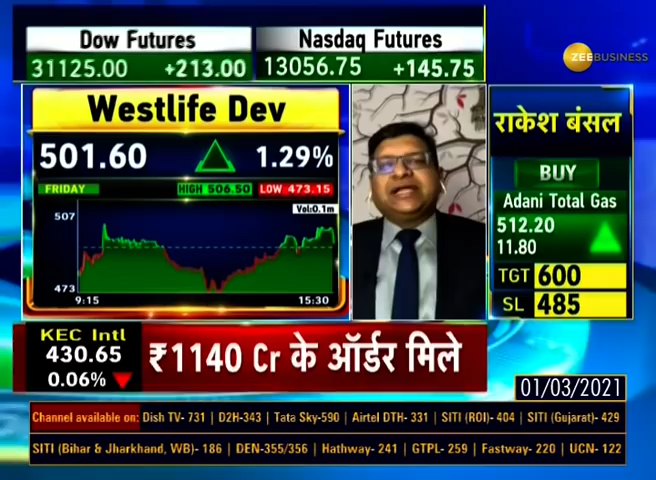 Dow Futures
31125.00 +213.00
Nasdaq Futures
13056.75 +145.75
ZEEBUSINESS
Westlife Dev
501.60 1.29%
FRIDAY HIGH 506.50 LOW 473.15
Vol:0.1m
507
473
9:15 15:30
राकेश बंसल
BUY
Adani Total Gas
512.20
11.80
TGT 600
SL 485
KEC Intl
430.65
0.06%
₹1140 Cr के ऑर्डर मिले
01/03/2021
Channel available on: Dish TV- 731 | D2H-343 | Tata Sky-590 | Airtel DTH- 331 | SITI (ROI)- 404 | SITI (Gujarat)- 429
SITI (Bihar & Jharkhand, WB)- 186 | DEN-355/356 | Hathway- 241 | GTPL- 259 | Fastway- 220 | UCN- 122